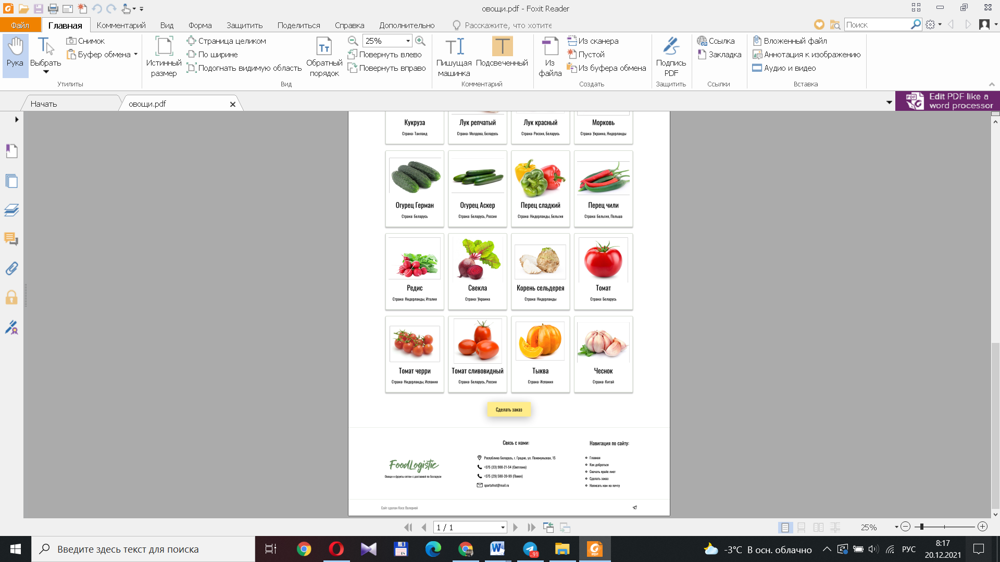 овощи.pdf - Foxit Reader
Файл Главная Комментарий Вид Форма Защитить Поделиться Справка Дополнительно Расскажите, что хотите Поиск
Рука
Выбрать
Снимок
Буфер обмена
Утилиты
Истинный размер
Страница целиком
По ширине
Подогнать видимую область
Обратный порядок
25%
Повернуть влево
Повернуть вправо
Вид
Пишущая машинка
Подсвеченный
Комментарий
Из файла
Из сканера
Пустой
Из буфера обмена
Создать
Подпись PDF
Защитить
Ссылка
Закладка
Ссылки
Вложенный файл
Аннотация к изображению
Аудио и видео
Вставка
Начать овощи.pdf
Edit PDF like a
word processor
Кукруза Лук репчатый Лук красный Морковь
Страна: Таиланд Страна: Молдова, Беларусь Страна: Россия, Беларусь Страна: Украина, Нидерланды
Огурец Герман Огурец Аскер Перец сладкий Перец чили
Страна: Беларусь Страна: Беларусь, Россия Страна: Нидерланды, Бельгия Страна: Бельгия, Польша
Редис Свекла Корень сельдерея Томат
Страна: Нидерланды, Италия Страна: Украина Страна: Нидерланды Страна: Беларусь
Томат черри Томат сливовидный Тыква Чеснок
Страна: Нидерланды, Испания Страна: Беларусь, Россия Страна: Испания Страна: Китай
Сделать заказ
FoodLogistic
Овощи и фрукты оптом с доставкой по Беларуси
Связь с нами:
Республика Беларусь, г. Гродно, ул. Понемуньская, 15
+375 (33) 900-21-54 (Светлана)
+375 (29) 580-39-99 (Павел)
spartafrut@mail.ru
Навигация по сайту:
Главная
Как добраться
Скачать прайс-лист
Сделать заказ
Написать нам на почту
Сайт сделан Косс Валерией
1 / 1
25%
Введите здесь текст для поиска
91
-3°C В осн. облачно
РУС
8:17
20.12.2021